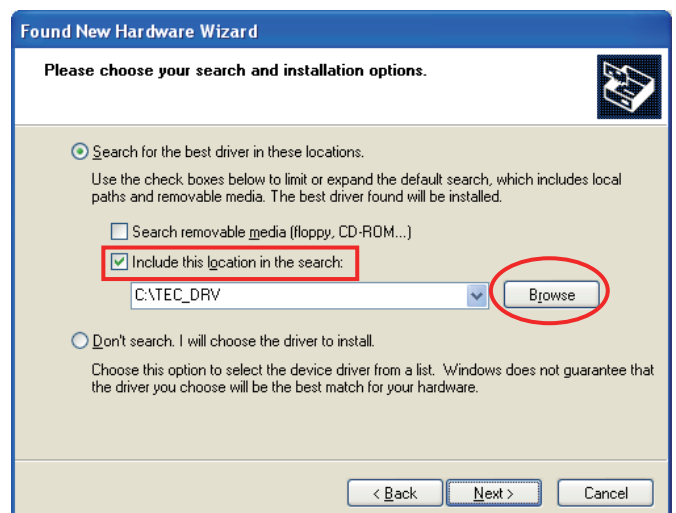 Found New Hardware Wizard
Please choose your search and installation options.
Search for the best driver in these locations.
Use the check boxes below to limit or expand the default search, which includes local
paths and removable media. The best driver found will be installed.
Search removable media (floppy, CD-ROM...)
Include this location in the search:
C:\TEC_DRV
Browse
Don't search. I will choose the driver to install.
Choose this option to select the device driver from a list. Windows does not guarantee that
the driver you choose will be the best match for your hardware.
< Back
Next >
Cancel